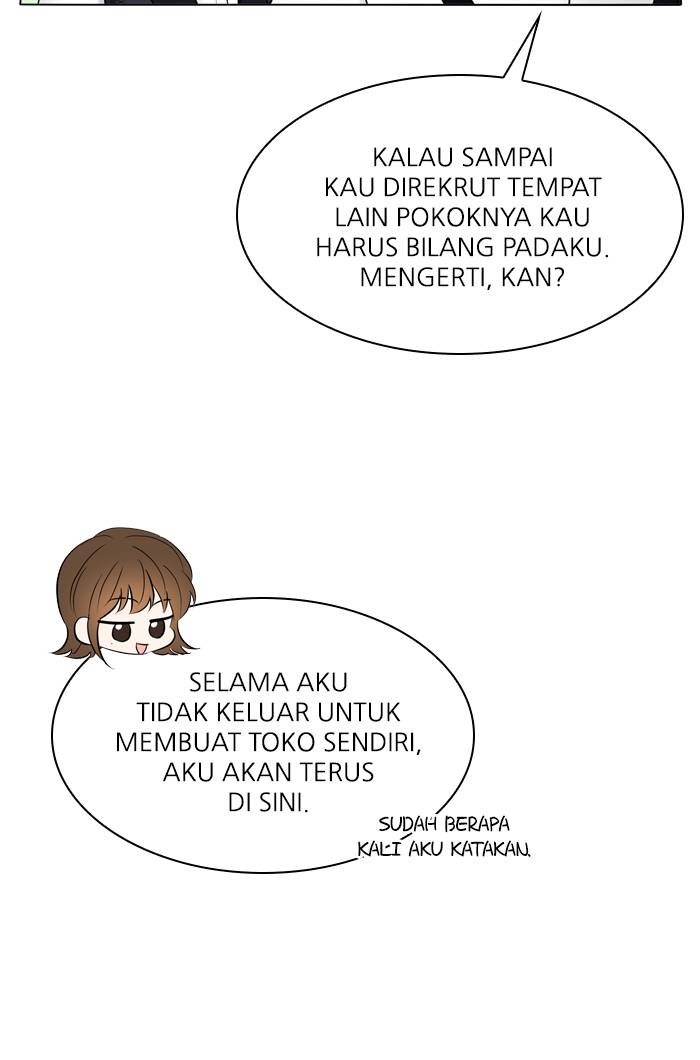 KALAU SAMPAI
KAU DIREKRUT TEMPAT
LAIN POKOKNYA KAU
HARUS BILANG PADAKU.
MENGERTI, KAN?
SELAMA AKU
TIDAK KELUAR UNTUK
MEMBUAT TOKO SENDIRI,
AKU AKAN TERUS
DI SINI.
SUDAH BERAPA
KALI AKU KATAKAN.